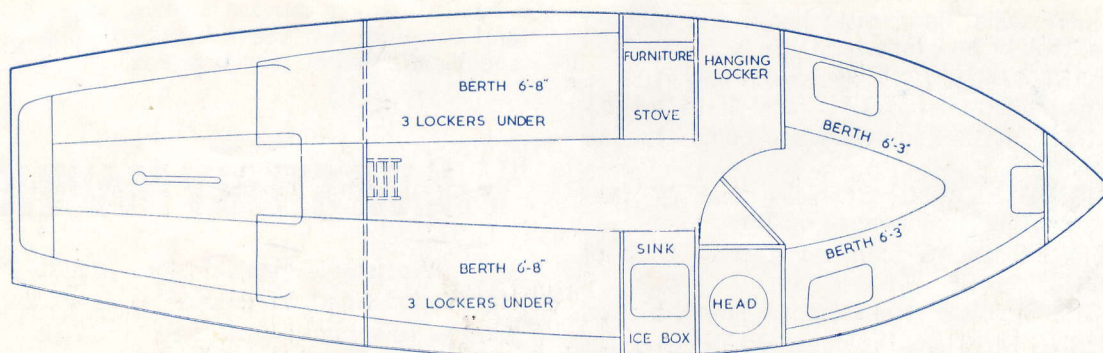 BERTH 6'-8"
3 LOCKERS UNDER
FURNITURE
STOVE
HANGING
LOCKER
BERTH 6'-3"
BERTH 6'-3"
BERTH 6'-8"
3 LOCKERS UNDER
SINK
ICE BOX
HEAD